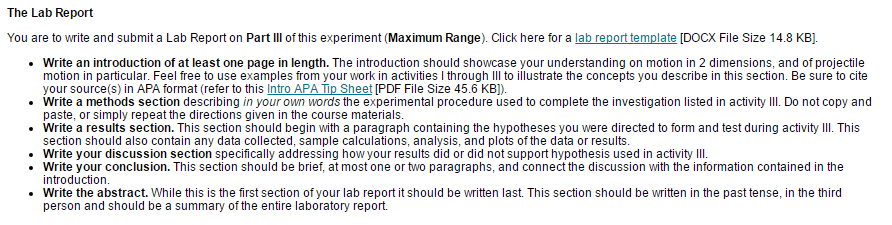 The Lab Report
You are to write and submit a Lab Report on Part III of this experiment (Maximum Range). Click here for a lab report template [DOCX File Size 14.8 KB].
• Write an introduction of at least one page in length. The introduction should showcase your understanding on motion in 2 dimensions, and of projectile
motion in particular. Feel free to use examples from your work in activities I through III to illustrate the concepts you describe in this section. Be sure to cite
your source(s) in APA format (refer to this Intro APA Tip Sheet [PDF File Size 45.6 KB]).
• Write a methods section describing in your own words the experimental procedure used to complete the investigation listed in activity III. Do not copy and
paste, or simply repeat the directions given in the course materials.
• Write a results section. This section should begin with a paragraph containing the hypotheses you were directed to form and test during activity III. This
section should also contain any data collected, sample calculations, analysis, and plots of the data or results.
• Write your discussion section specifically addressing how your results did or did not support hypothesis used in activity III.
• Write your conclusion. This section should be brief, at most one or two paragraphs, and connect the discussion with the information contained in the
introduction.
• Write the abstract. While this is the first section of your lab report it should be written last. This section should be written in the past tense, in the third
person and should be a summary of the entire laboratory report.